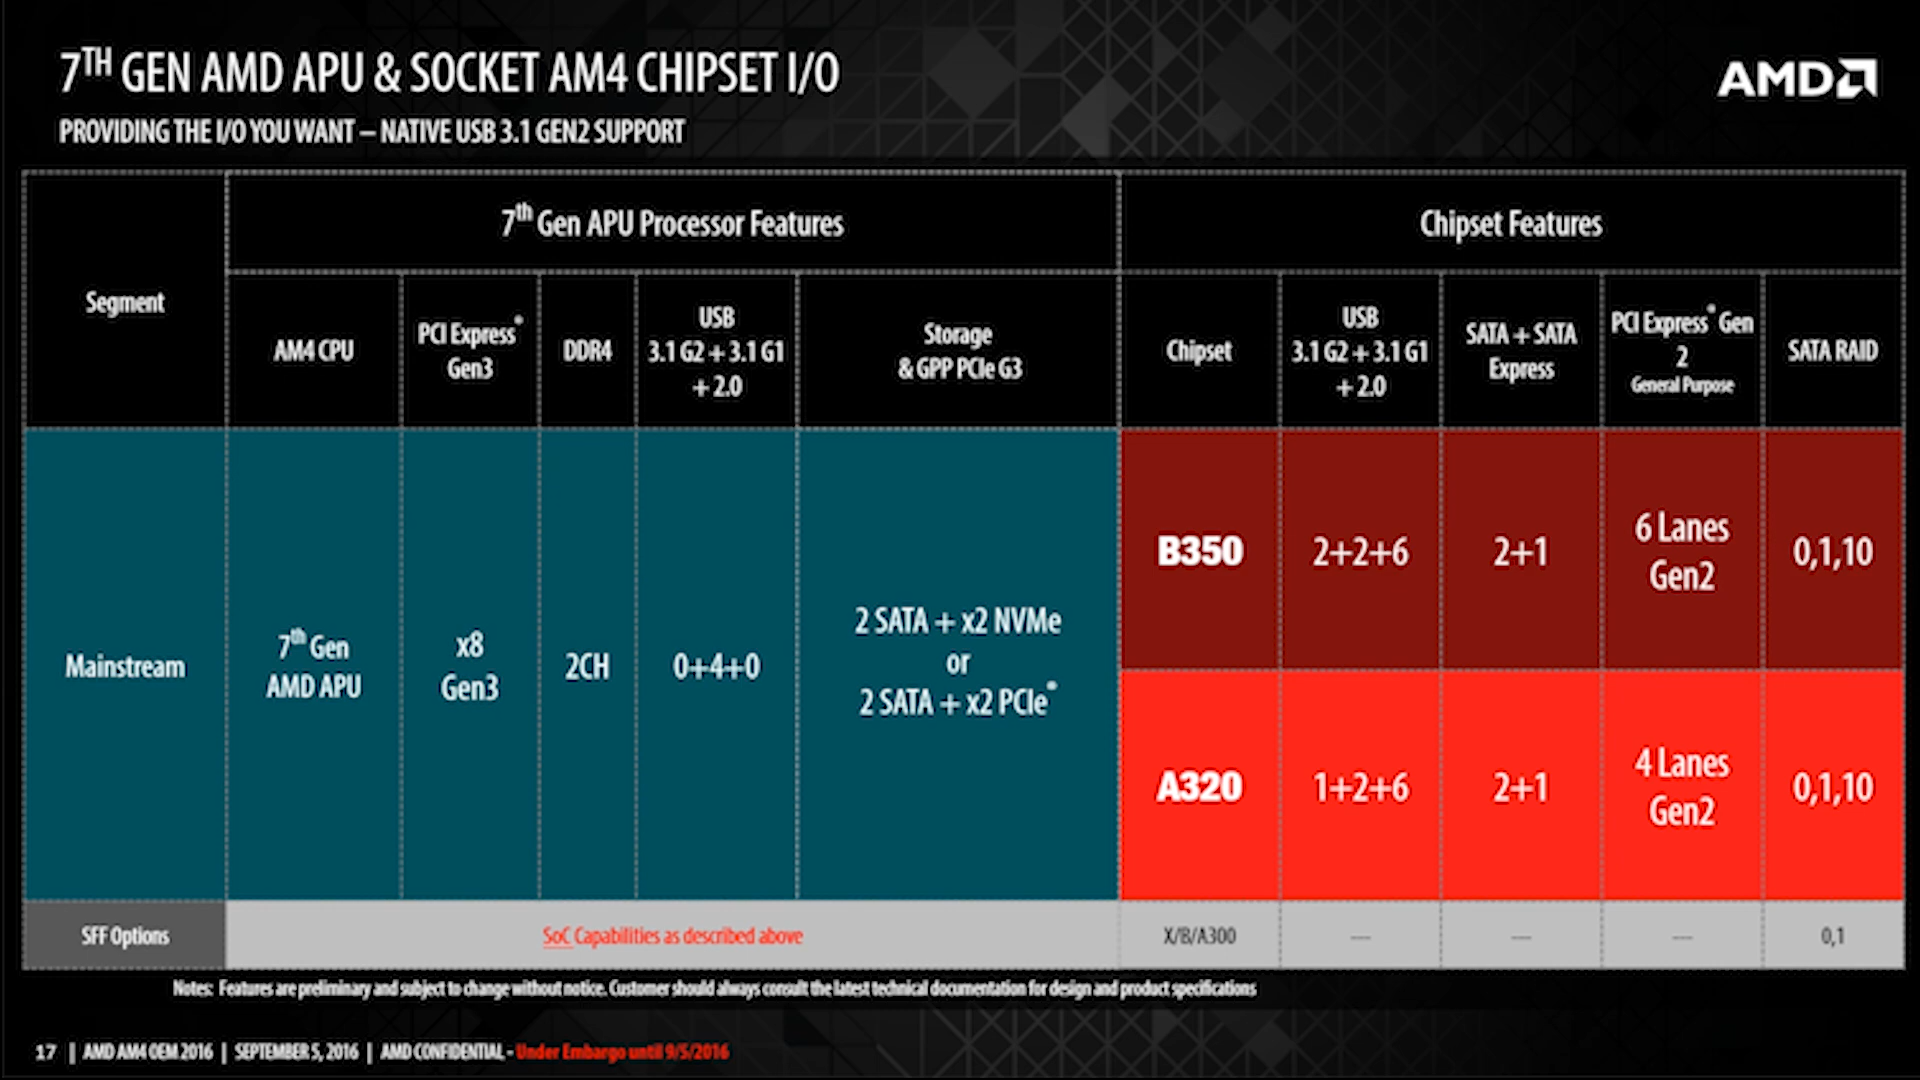 7TH GEN AMD APU & SOCKET AM4 CHIPSET I/O
AMD
PROVIDING THE I/O YOU WANT – NATIVE USB 3.1 GEN2 SUPPORT
Segment
7th Gen APU Processor Features
Chipset Features
AM4 CPU
PCI Express®
Gen3
DDR4
USB
3.1 G2 + 3.1 G1
+ 2.0
Storage
& GPP PCIe G3
Chipset
USB
3.1 G2 + 3.1 G1
+ 2.0
SATA + SATA
Express
PCI Express® Gen
2
General Purpose
SATA RAID
Mainstream
7th Gen
AMD APU
x8
Gen3
2CH
0+4+0
2 SATA + x2 NVMe
or
2 SATA + x2 PCIe®
B350
2+2+6
2+1
6 Lanes
Gen2
0,1,10
A320
1+2+6
2+1
4 Lanes
Gen2
0,1,10
SFF Options
SoC Capabilities as described above
X/B/A300
---
---
---
0,1
Notes: Features are preliminary and subject to change without notice. Customer should always consult the latest technical documentation for design and product specifications
17 | AMD AM4 OEM 2016 | SEPTEMBER 5, 2016 | AMD CONFIDENTIAL - Under Embargo until 9/5/2016